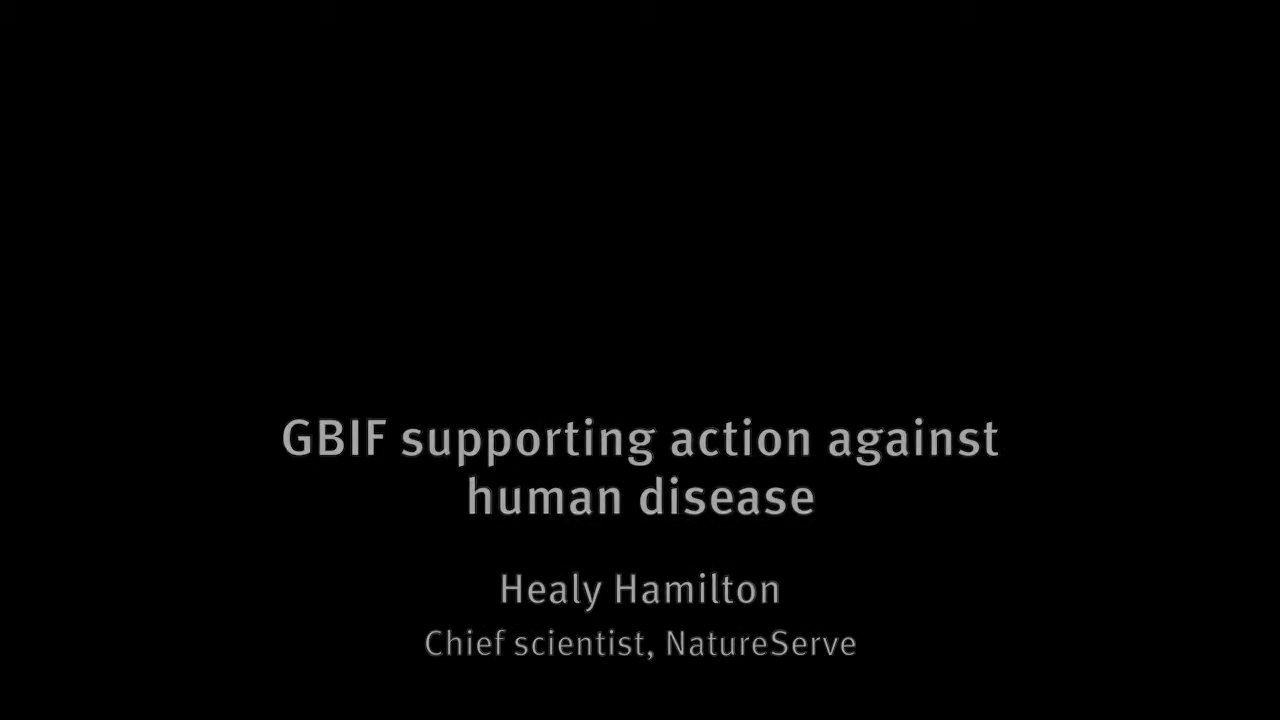 GBIF supporting action against
human disease
Healy Hamilton
Chief scientist, NatureServe